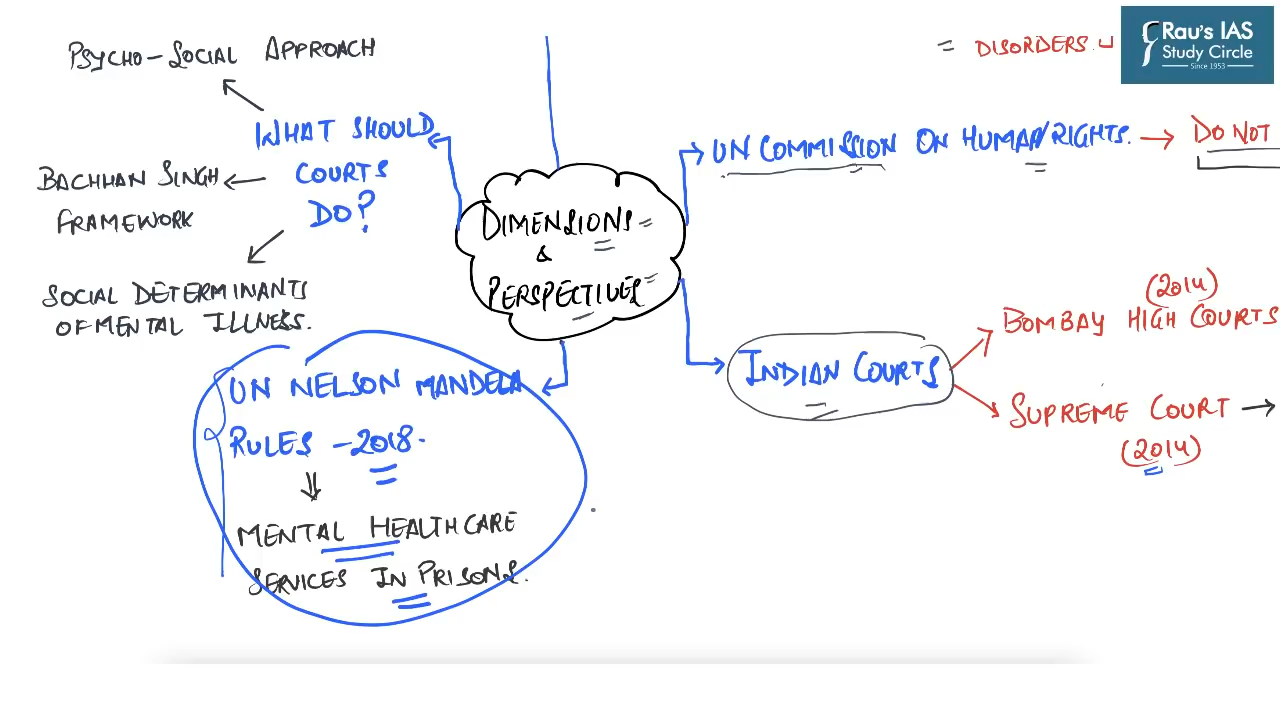 PSYCHO-SOCIAL APPROACH
WHAT SHOULD
COURTS
DO?
BACHHAN SINGH
FRAMEWORK
SOCIAL DETERMINANTS
OF MENTAL ILLNESS.
DIMENSIONS
&
PERSPECTIVES
UN NELSON MANDELA
RULES - 2018.
MENTAL HEALTHCARE
SERVICES IN PRISONS.
= DISORDERS.
Rau's IAS
Study Circle
Since 1953
UN COMMISSION ON HUMAN RIGHTS. → DO NOT
INDIAN COURTS
(2014)
BOMBAY HIGH COURTS
SUPREME COURT →
(2014)